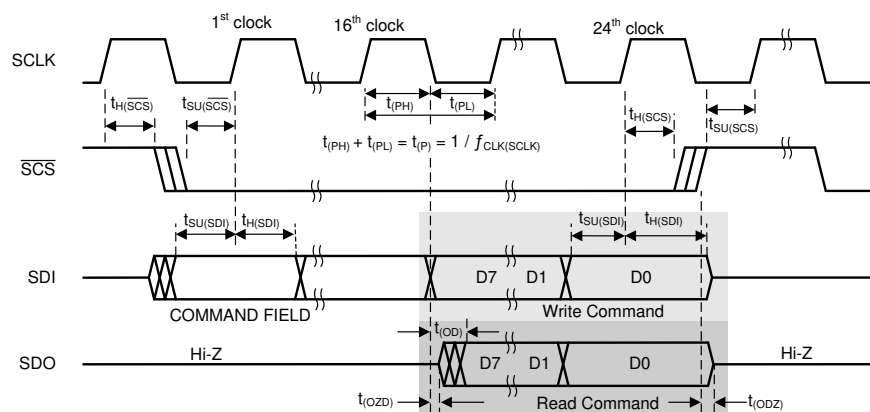 1st clock 16th clock 24th clock
SCLK
tH(SCS) tSU(SCS) t(PH) t(PL) tH(SCS) tSU(SCS)
t(PH) + t(PL) = t(P) = 1 / fCLK(SCLK)
SCS
tSU(SDI) tH(SDI) tSU(SDI) tH(SDI)
SDI D7 D1 D0
COMMAND FIELD Write Command
t(OD)
SDO Hi-Z D7 D1 D0 Hi-Z
t(OZD) Read Command t(ODZ)